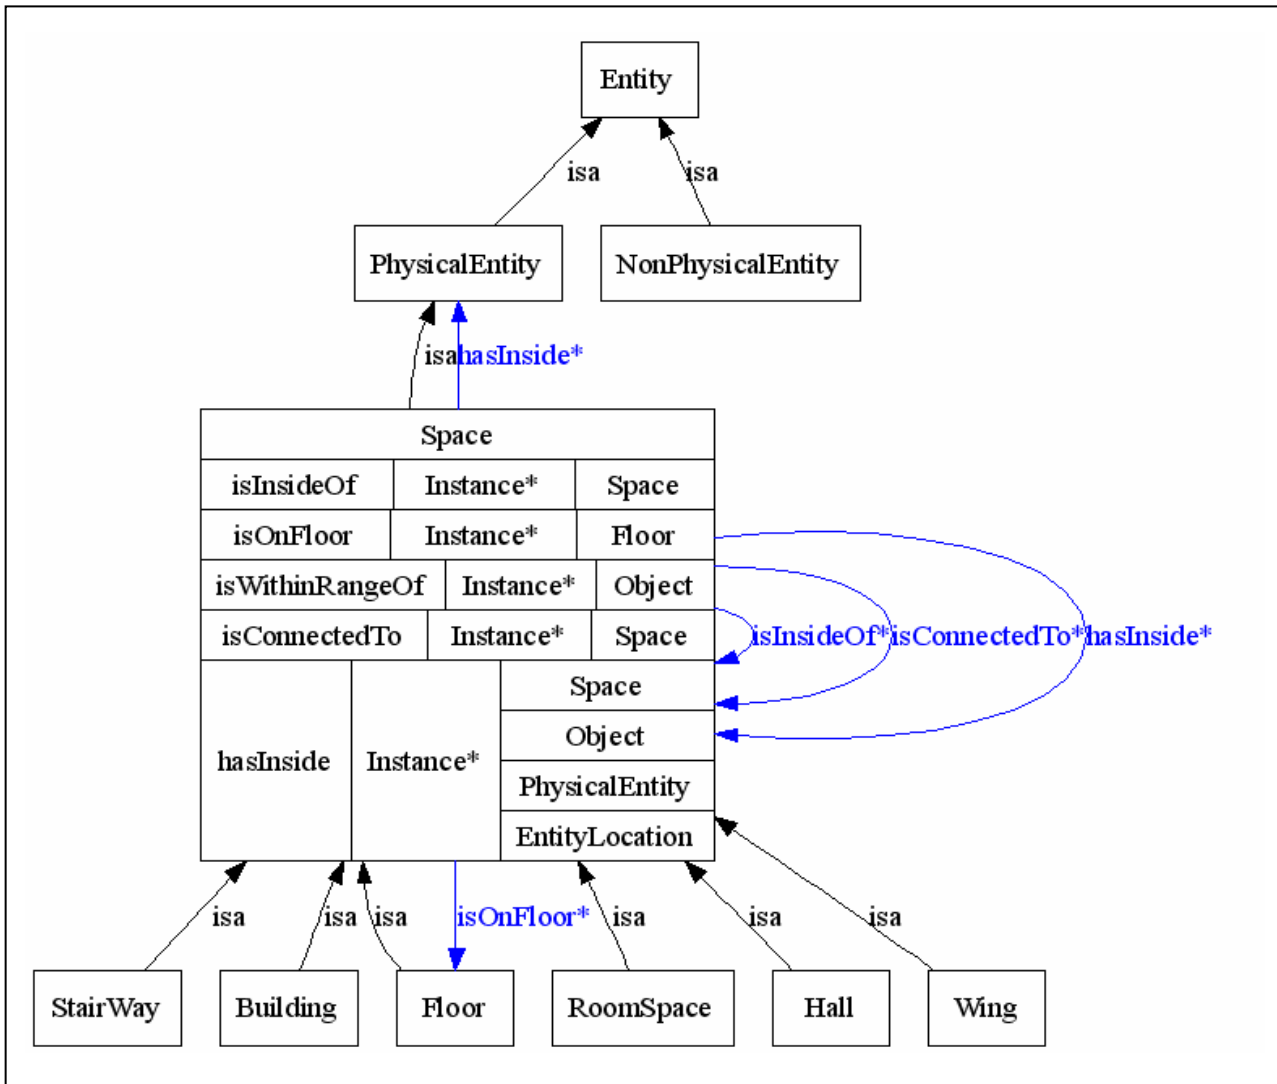 Entity
isa isa
PhysicalEntity NonPhysicalEntity
isa hasInside*
Space
isInsideOf Instance* Space
isOnFloor Instance* Floor
isWithinRangeOf Instance* Object
isConnectedTo Instance* Space
isInsideOf* isConnectedTo* hasInside*
hasInside Instance* Space
Object
PhysicalEntity
EntityLocation
isa isa isa isOnFloor* isa isa isa
StairWay Building Floor RoomSpace Hall Wing